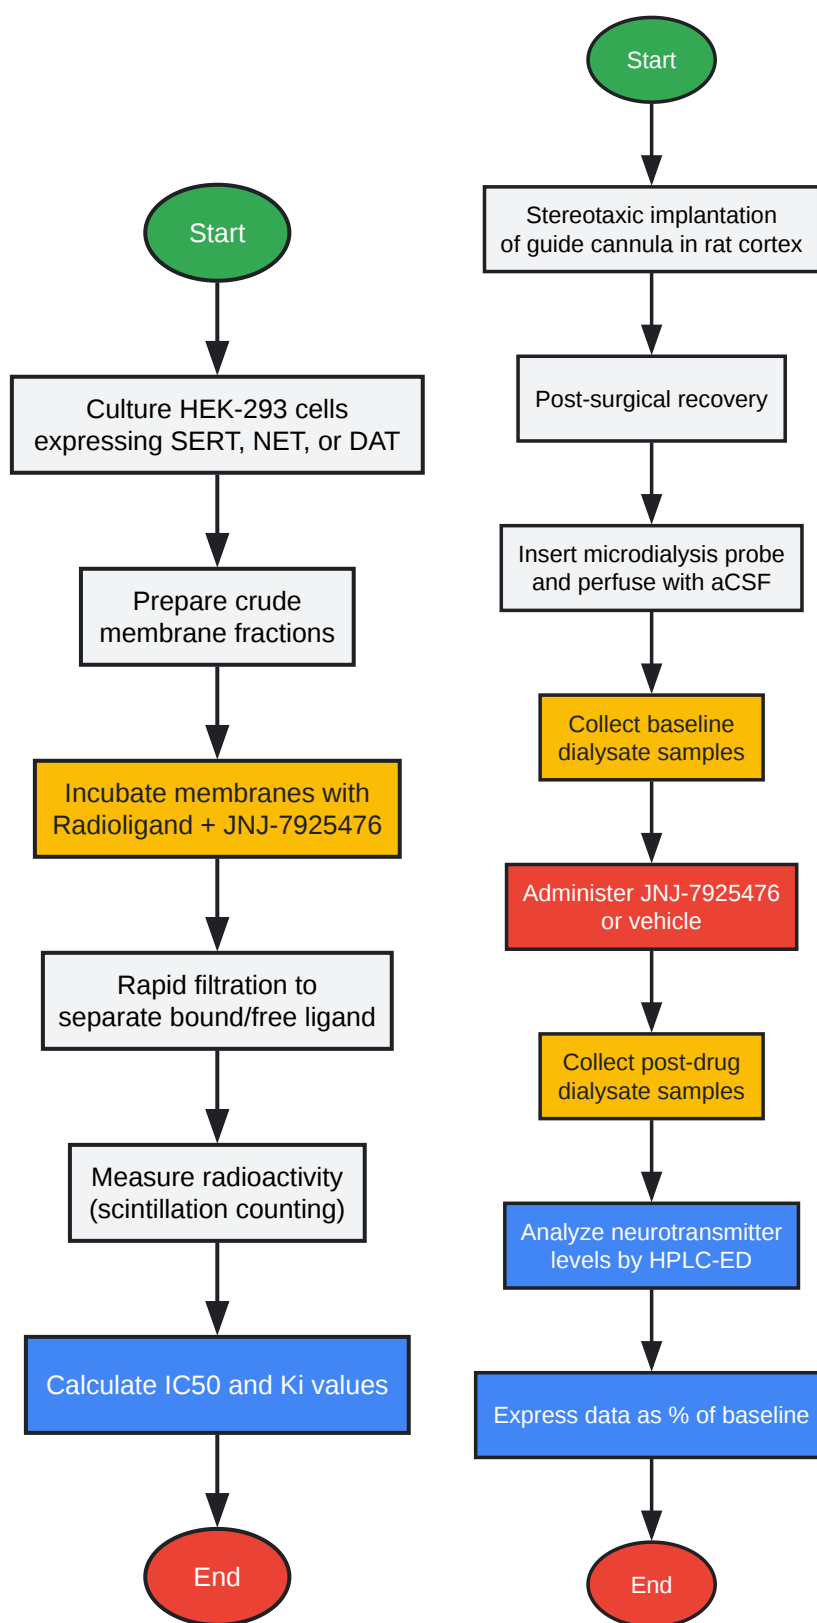 Start
Culture HEK-293 cells
expressing SERT, NET, or DAT
Prepare crude
membrane fractions
Incubate membranes with
Radioligand + JNJ-7925476
Rapid filtration to
separate bound/free ligand
Measure radioactivity
(scintillation counting)
Calculate IC50 and Ki values
End
Start
Stereotaxic implantation
of guide cannula in rat cortex
Post-surgical recovery
Insert microdialysis probe
and perfuse with aCSF
Collect baseline
dialysate samples
Administer JNJ-7925476
or vehicle
Collect post-drug
dialysate samples
Analyze neurotransmitter
levels by HPLC-ED
Express data as % of baseline
End